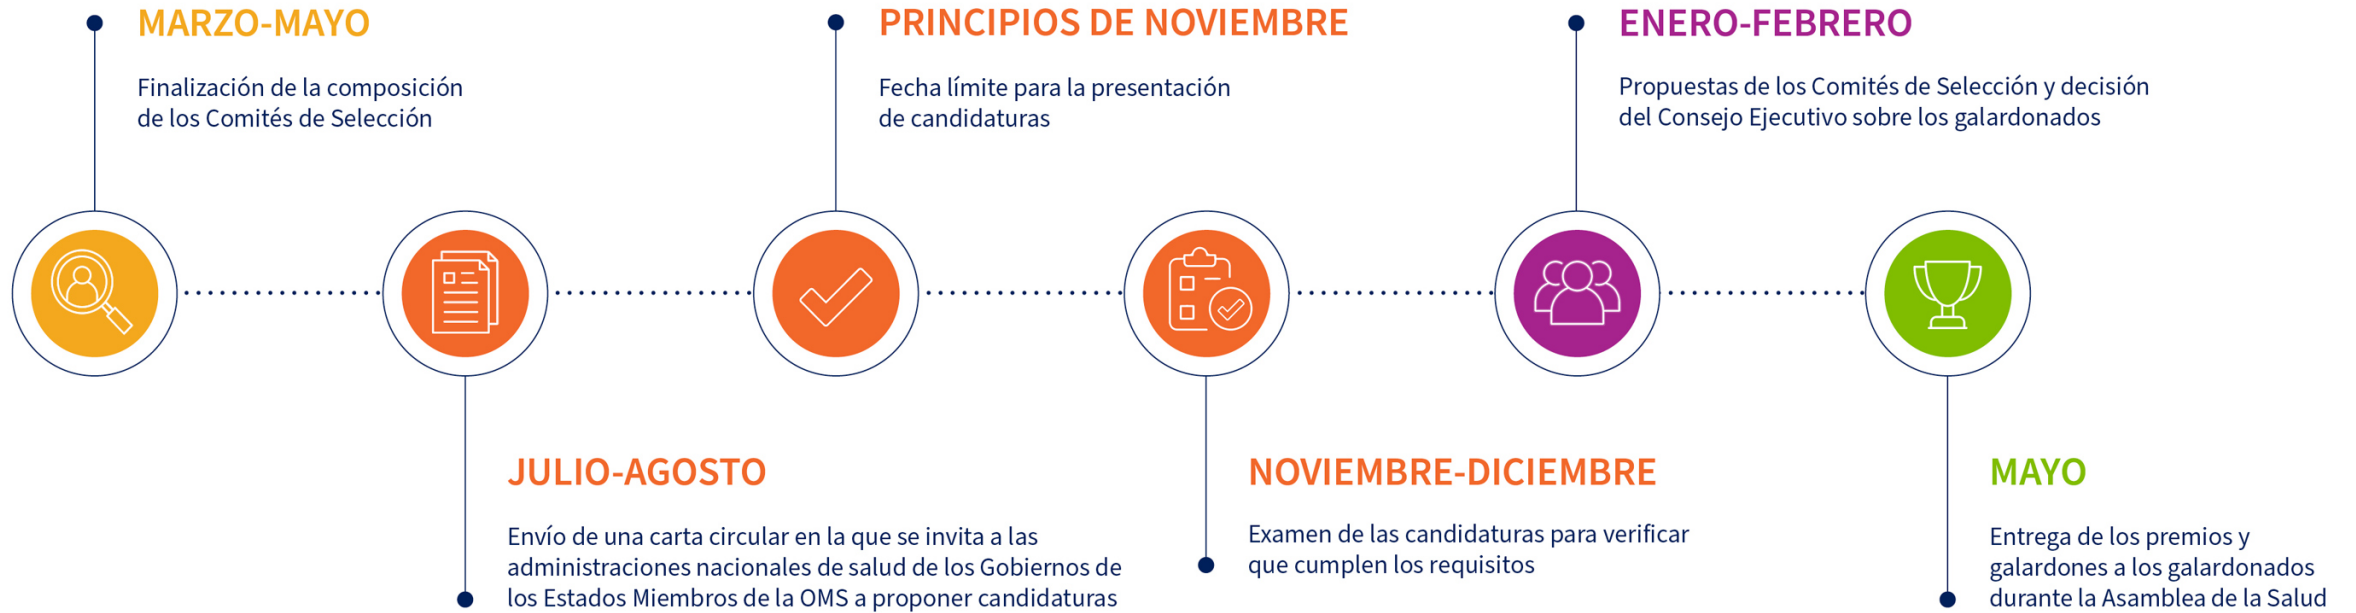 MARZO-MAYO
Finalización de la composición
de los Comités de Selección
JULIO-AGOSTO
Envío de una carta circular en la que se invita a las
administraciones nacionales de salud de los Gobiernos de
los Estados Miembros de la OMS a proponer candidaturas
PRINCIPIOS DE NOVIEMBRE
Fecha límite para la presentación
de candidaturas
NOVIEMBRE-DICIEMBRE
Examen de las candidaturas para verificar
que cumplen los requisitos
ENERO-FEBRERO
Propuestas de los Comités de Selección y decisión
del Consejo Ejecutivo sobre los galardonados
MAYO
Entrega de los premios y
galardones a los galardonados
durante la Asamblea de la Salud